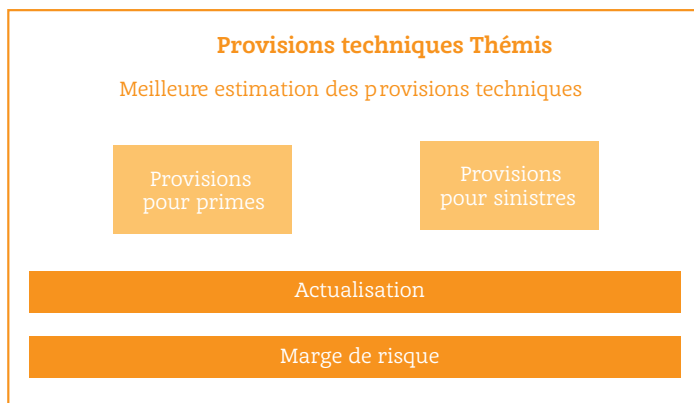 Provisions techniques Thémis
Meilleure estimation des provisions techniques
Provisions
pour primes
Provisions
pour sinistres
Actualisation
Marge de risque